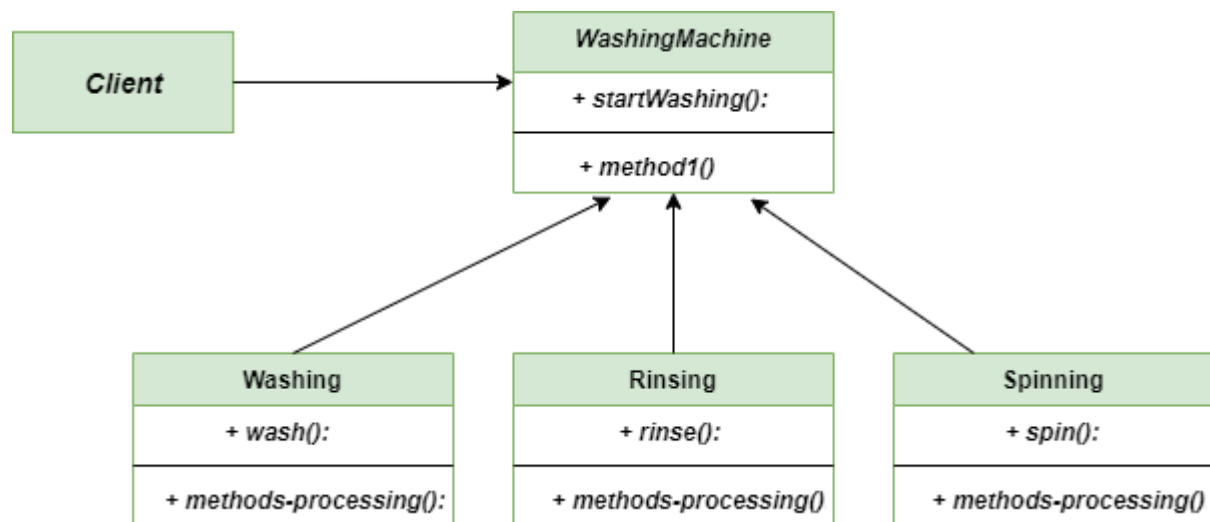 Client
WashingMachine
+ startWashing():
+ method1()
Washing
+ wash():
+ methods-processing():
Rinsing
+ rinse():
+ methods-processing()
Spinning
+ spin():
+ methods-processing()